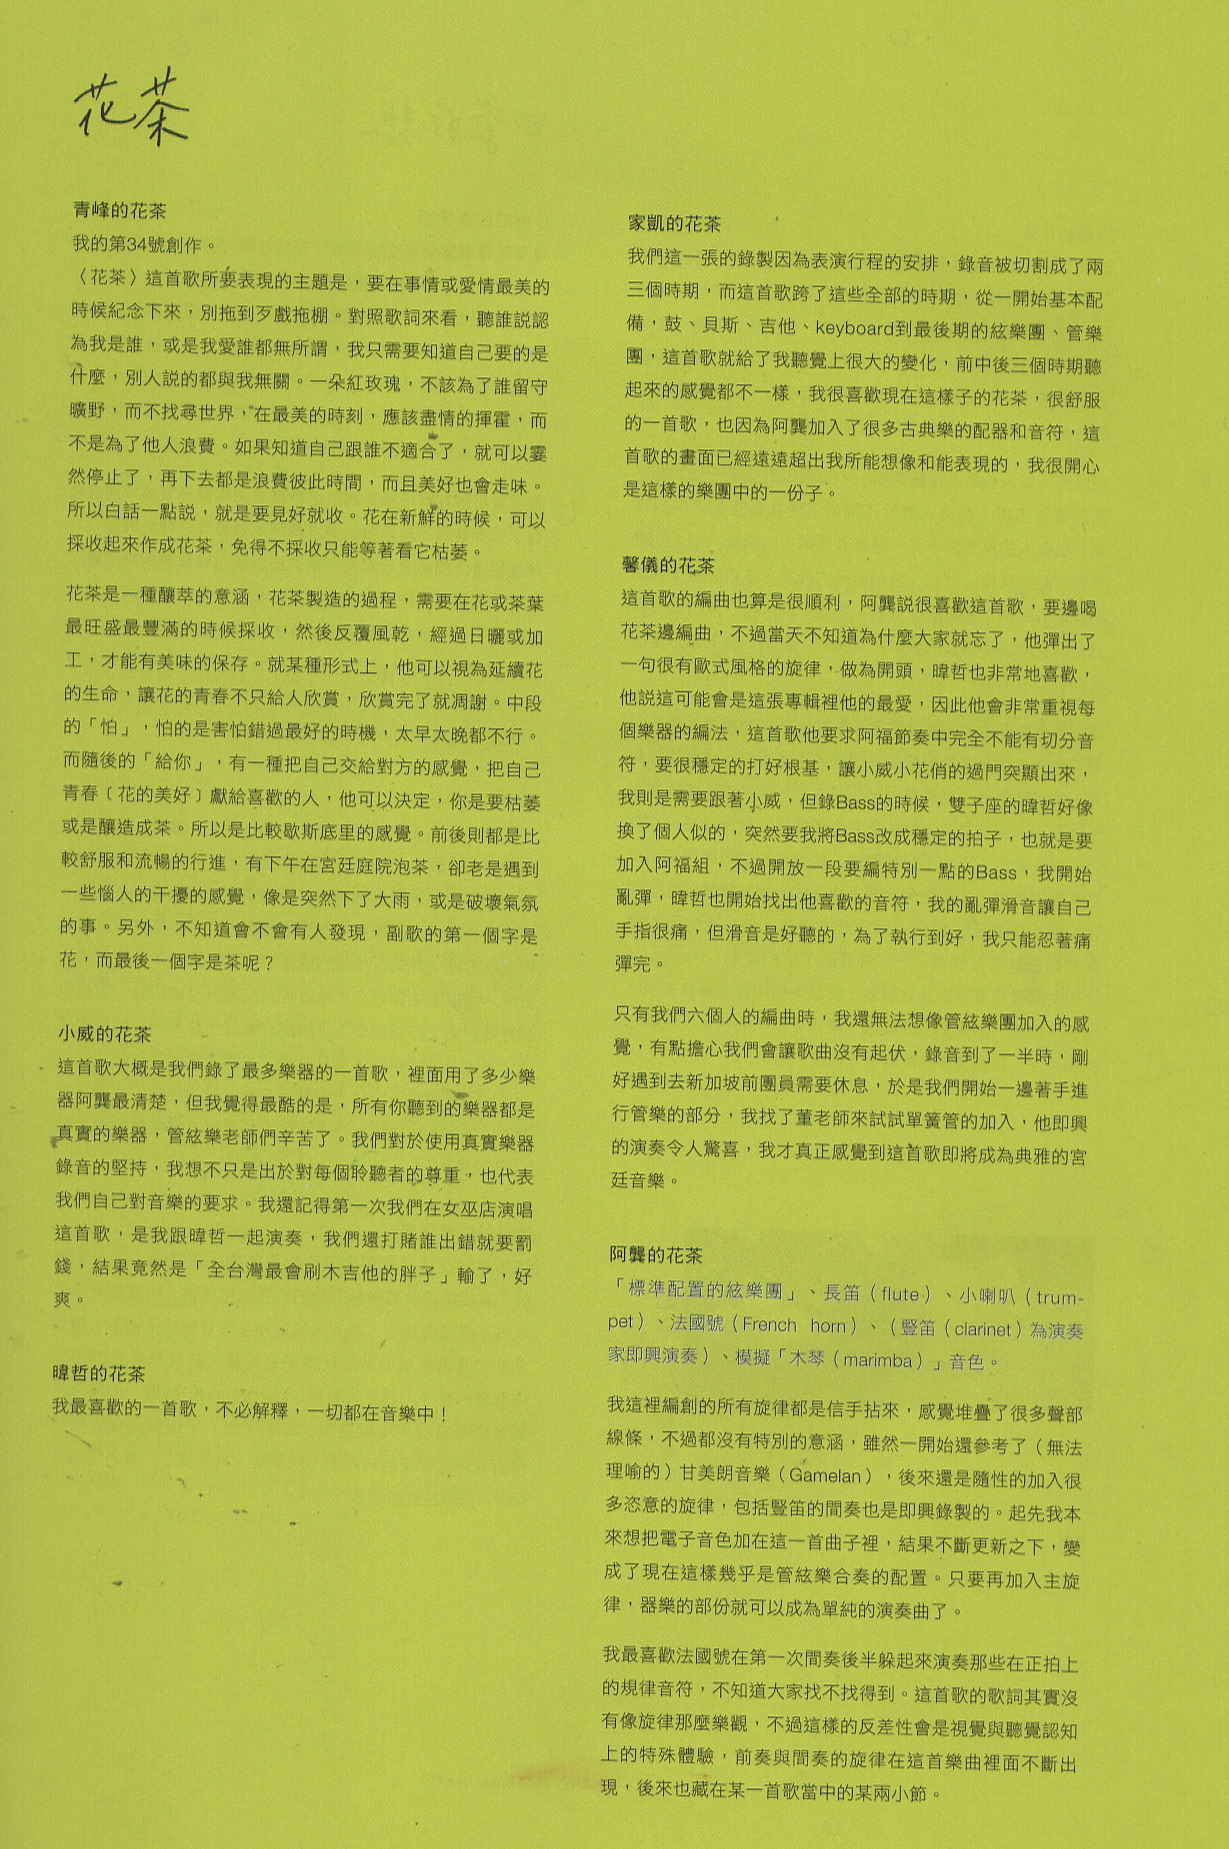 花茶
青峰的花茶
我的第34號創作。
〈花茶〉這首歌所要表現的主題是，要在事情或愛情最美的
時候紀念下來，別拖到歹戲拖棚。對照歌詞來看，聽誰說認
為我是誰，或是我愛誰都無所謂，我只需要知道自己要的是
什麼，別人說的都與我無關。一朵紅玫瑰，不該為了誰留守
曠野，而不找尋世界，在最美的時刻，應該盡情的揮霍，而
不是為了他人浪費。如果知道自己跟誰不適合了，就可以霎
然停止了，再下去都是浪費彼此時間，而且美好也會走味。
所以白話一點說，就是要見好就收。花在新鮮的時候，可以
採收起來作成花茶，免得不採收只能等著看它枯萎。
花茶是一種釀萃的意涵，花茶製造的過程，需要在花或茶葉
最旺盛最豐滿的時候採收，然後反覆風乾，經過日曬或加
工，才能有美味的保存。就某種形式上，他可以視為延續花
的生命，讓花的青春不只給人欣賞，欣賞完了就凋謝。中段
的「怕」，怕的是害怕錯過最好的時機，太早太晚都不行。
而隨後的「給你」，有一種把自己交給對方的感覺，把自己
青春﹝花的美好﹞獻給喜歡的人，他可以決定，你是要枯萎
或是釀造成茶。所以是比較歇斯底里的感覺。前後則都是比
較舒服和流暢的行進，有下午在宮廷庭院泡茶，卻老是遇到
一些惱人的干擾的感覺，像是突然下了大雨，或是破壞氣氛
的事。另外，不知道會不會有人發現，副歌的第一個字是
花，而最後一個字是茶呢？
小威的花茶
這首歌大概是我們錄了最多樂器的一首歌，裡面用了多少樂
器阿龔最清楚，但我覺得最酷的是，所有你聽到的樂器都是
真實的樂器，管絃樂老師們辛苦了。我們對於使用真實樂器
錄音的堅持，我想不只是出於對每個聆聽者的尊重，也代表
我們自己對音樂的要求。我還記得第一次我們在女巫店演唱
這首歌，是我跟暐哲一起演奏，我們還打賭誰出錯就要罰
錢，結果竟然是「全台灣最會刷木吉他的胖子」輸了，好
爽。
暐哲的花茶
我最喜歡的一首歌，不必解釋，一切都在音樂中！
家凱的花茶
我們這一張的錄製因為表演行程的安排，錄音被切割成了兩
三個時期，而這首歌跨了這些全部的時期，從一開始基本配
備，鼓、貝斯、吉他、keyboard到最後期的絃樂團、管樂
團，這首歌就給了我聽覺上很大的變化，前中後三個時期聽
起來的感覺都不一樣，我很喜歡現在這樣子的花茶，很舒服
的一首歌，也因為阿龔加入了很多古典樂的配器和音符，這
首歌的畫面已經遠遠超出我所能想像和能表現的，我很開心
是這樣的樂團中的一份子。
馨儀的花茶
這首歌的編曲也算是很順利，阿龔說很喜歡這首歌，要邊喝
花茶邊編曲，不過當天不知道為什麼大家就忘了，他彈出了
一句很有歐式風格的旋律，做為開頭，暐哲也非常地喜歡，
他說這可能會是這張專輯裡他的最愛，因此他會非常重視每
個樂器的編法，這首歌他要求阿福節奏中完全不能有切分音
符，要很穩定的打好根基，讓小威小花俏的過門突顯出來，
我則是需要跟著小威，但錄Bass的時候，雙子座的暐哲好像
換了個人似的，突然要我將Bass改成穩定的拍子，也就是要
加入阿福組，不過開放一段要編特別一點的Bass，我開始
亂彈，暐哲也開始找出他喜歡的音符，我的亂彈滑音讓自己
手指很痛，但滑音是好聽的，為了執行到好，我只能忍著痛
彈完。
只有我們六個人的編曲時，我還無法想像管絃樂團加入的感
覺，有點擔心我們會讓歌曲沒有起伏，錄音到了一半時，剛
好遇到去新加坡前團員需要休息，於是我們開始一邊著手進
行管樂的部分，我找了董老師來試試單簧管的加入，他即興
的演奏令人驚喜，我才真正感覺到這首歌即將成為典雅的宮
廷音樂。
阿龔的花茶
「標準配置的絃樂團」、長笛（flute）、小喇叭（trum-
pet）、法國號（French horn）、（豎笛（clarinet）為演奏
家即興演奏）、模擬「木琴（marimba）」音色。
我這裡編創的所有旋律都是信手拈來，感覺堆疊了很多聲部
線條，不過都沒有特別的意涵，雖然一開始還參考了（無法
理喻的）甘美朗音樂（Gamelan），後來還是隨性的加入很
多恣意的旋律，包括豎笛的間奏也是即興錄製的。起先我本
來想把電子音色加在這一首曲子裡，結果不斷更新之下，變
成了現在這樣幾乎是管絃樂合奏的配置。只要再加入主旋
律，器樂的部份就可以成為單純的演奏曲了。
我最喜歡法國號在第一次間奏後半躲起來演奏那些在正拍上
的規律音符，不知道大家找不找得到。這首歌的歌詞其實沒
有像旋律那麼樂觀，不過這樣的反差性會是視覺與聽覺認知
上的特殊體驗，前奏與間奏的旋律在這首樂曲裡面不斷出
現，後來也藏在某一首歌當中的某兩小節。